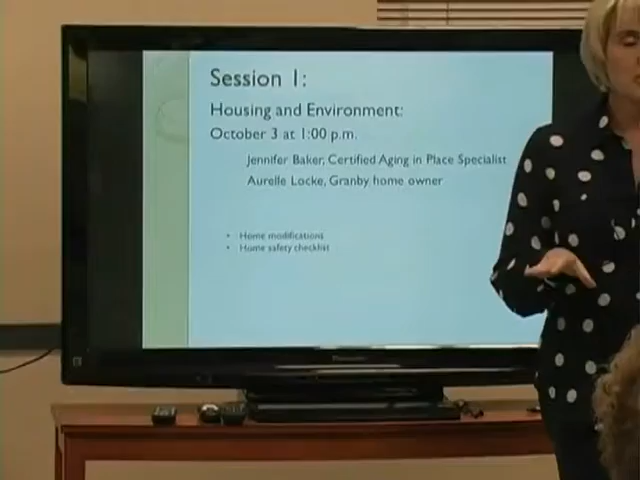 Session 1:
Housing and Environment:
October 3 at 1:00 p.m.
Jennifer Baker, Certified Aging in Place Specialist
Aurelle Locke, Granby home owner
• Home modifications
• Home safety checklist
Panasonic